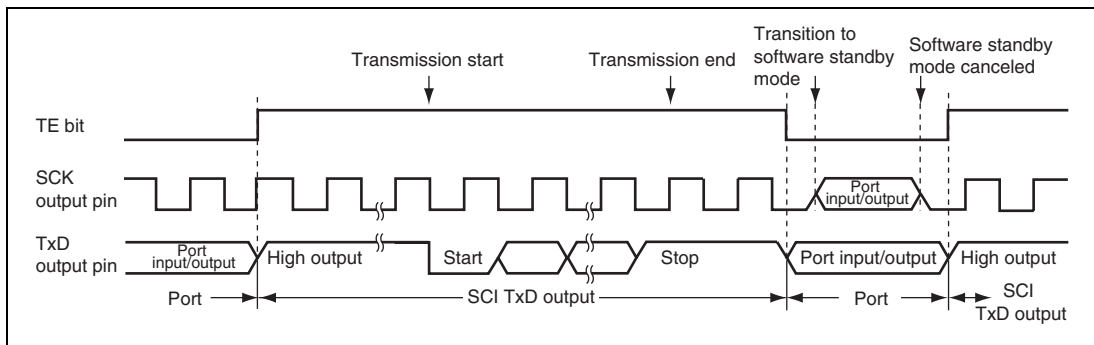 Transition to
software standby
mode
Software standby
mode canceled
Transmission start
Transmission end
TE bit
SCK
output pin
Port
input/output
TxD
output pin
Port
input/output
High output
Start
Stop
Port input/output
High output
Port
SCI TxD output
Port
SCI
TxD output